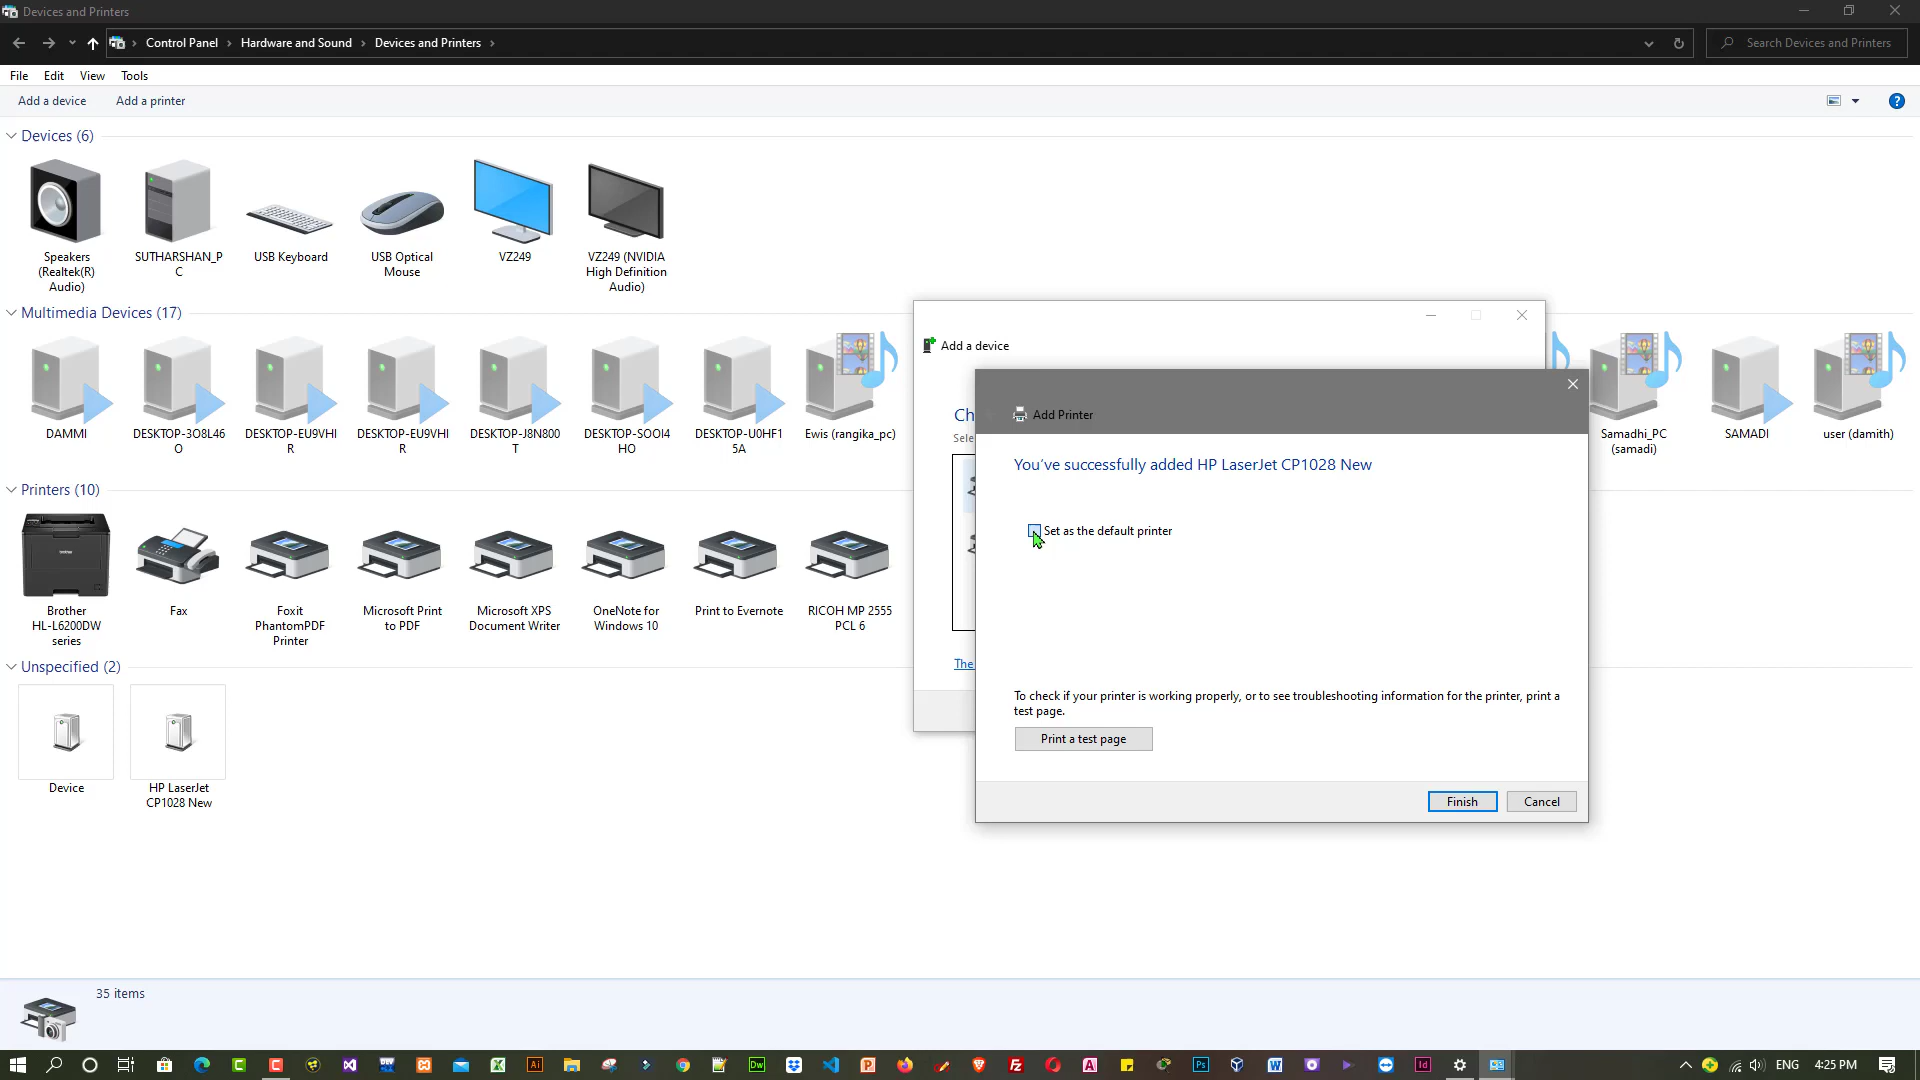 Devices and Printers
Control Panel › Hardware and Sound › Devices and Printers ›
Search Devices and Printers
File Edit View Tools
Add a device Add a printer
Devices (6)
Speakers
(Realtek(R)
Audio)
SUTHARSHAN_P
C
USB Keyboard
USB Optical
Mouse
VZ249
VZ249 (NVIDIA
High Definition
Audio)
Multimedia Devices (17)
DAMMI
DESKTOP-3O8L46
O
DESKTOP-EU9VHI
R
DESKTOP-EU9VHI
R
DESKTOP-J8N800
T
DESKTOP-SOOI4
HO
DESKTOP-U0HF1
5A
Ewis (rangika_pc)
Samadhi_PC
(samadi)
SAMADI
user (damith)
Printers (10)
Brother
HL-L6200DW
series
Fax
Foxit
PhantomPDF
Printer
Microsoft Print
to PDF
Microsoft XPS
Document Writer
OneNote for
Windows 10
Print to Evernote
RICOH MP 2555
PCL 6
Unspecified (2)
Device
HP LaserJet
CP1028 New
Add a device
Ch
Sele
The
Add Printer
You've successfully added HP LaserJet CP1028 New
Set as the default printer
To check if your printer is working properly, or to see troubleshooting information for the printer, print a
test page.
Print a test page
Finish Cancel
35 items
ENG 4:25 PM